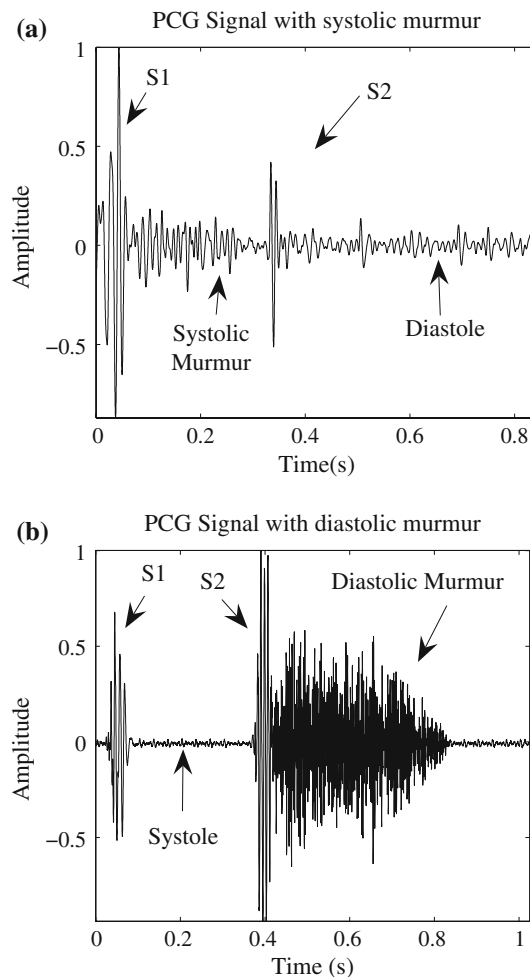 (a) PCG Signal with systolic murmur
1
S1
S2
0.5
Amplitude
0
Systolic
Murmur
Diastole
−0.5
0 0.2 0.4 0.6 0.8
Time(s)
(b) PCG Signal with diastolic murmur
1
S1 S2 Diastolic Murmur
0.5
Amplitude
0
Systole
−0.5
0 0.2 0.4 0.6 0.8 1
Time (s)